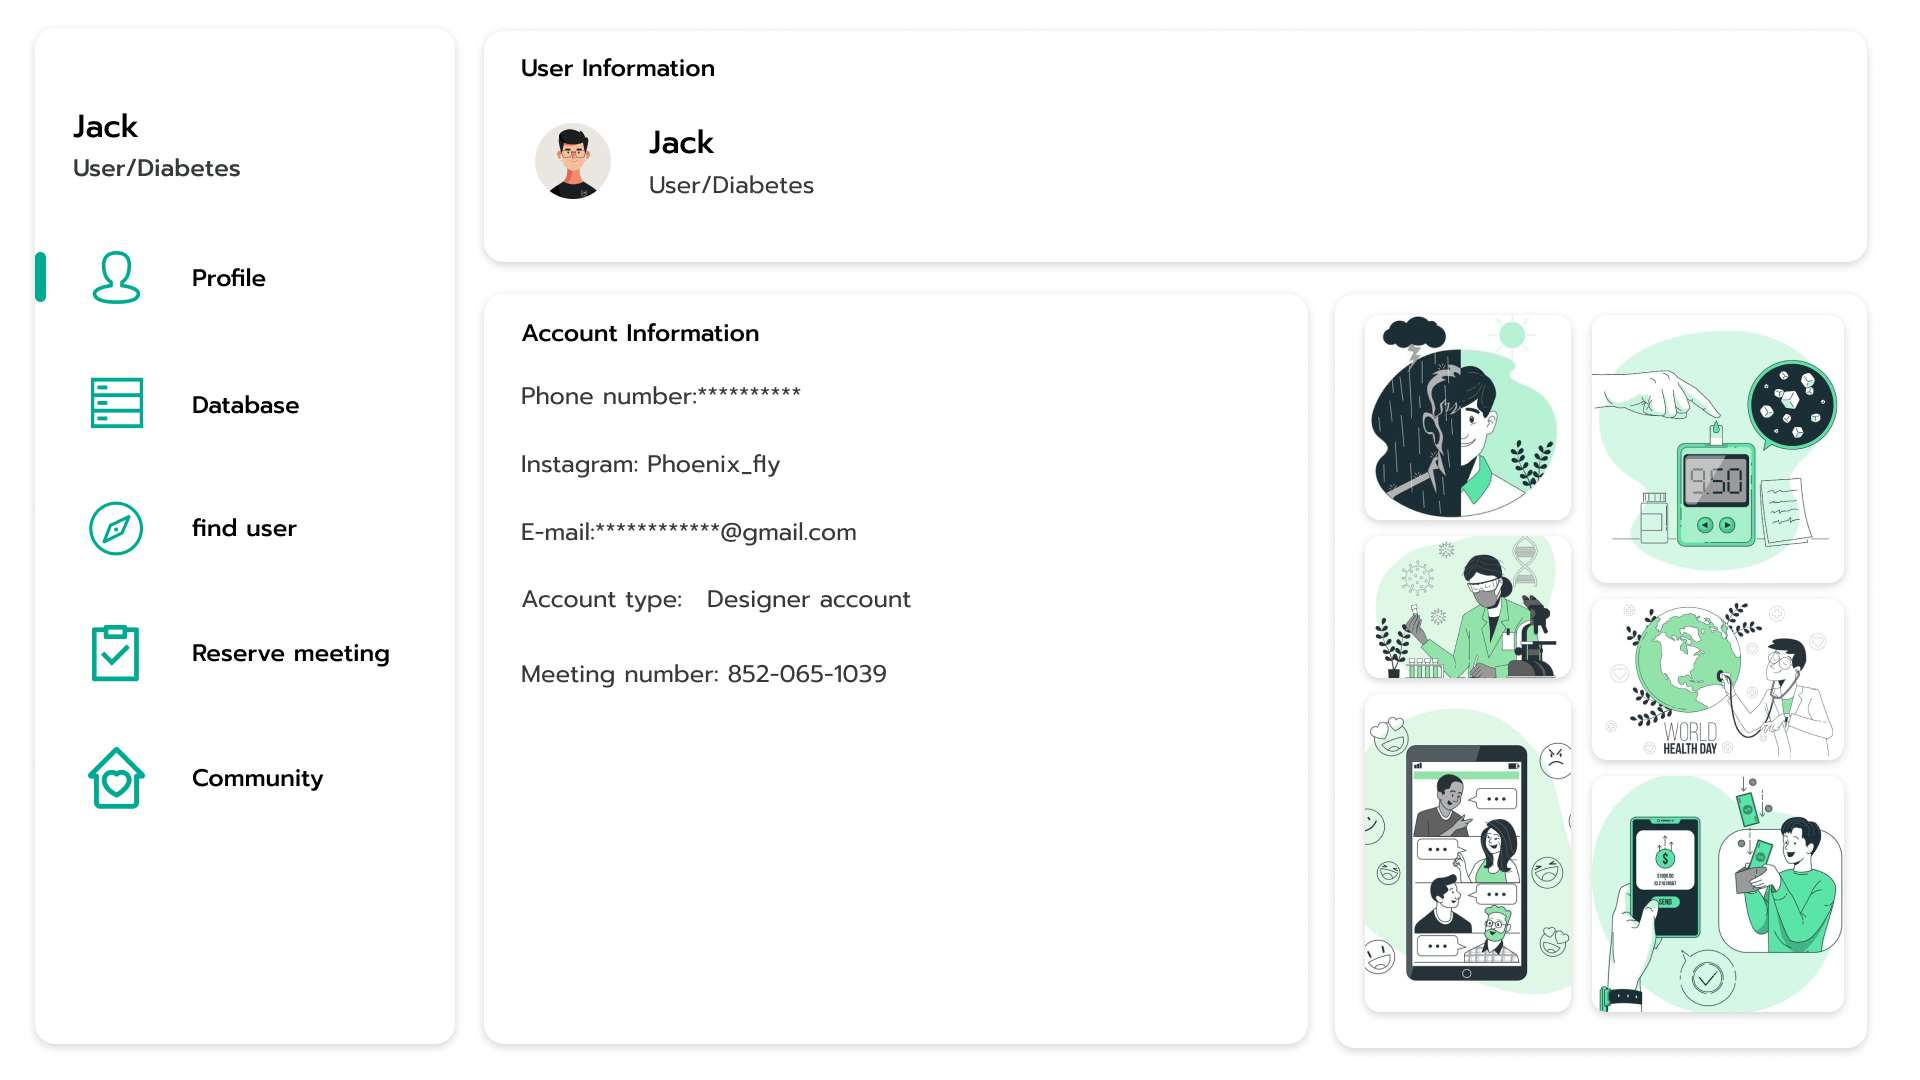 Jack
User/Diabetes
Profile
Database
find user
Reserve meeting
Community
User Information
Jack
User/Diabetes
Account Information
Phone number:**********
Instagram: Phoenix_fly
E-mail:************@gmail.com
Account type: Designer account
Meeting number: 852-065-1039
9.50
WORLD
HEALTH DAY
$
SEND